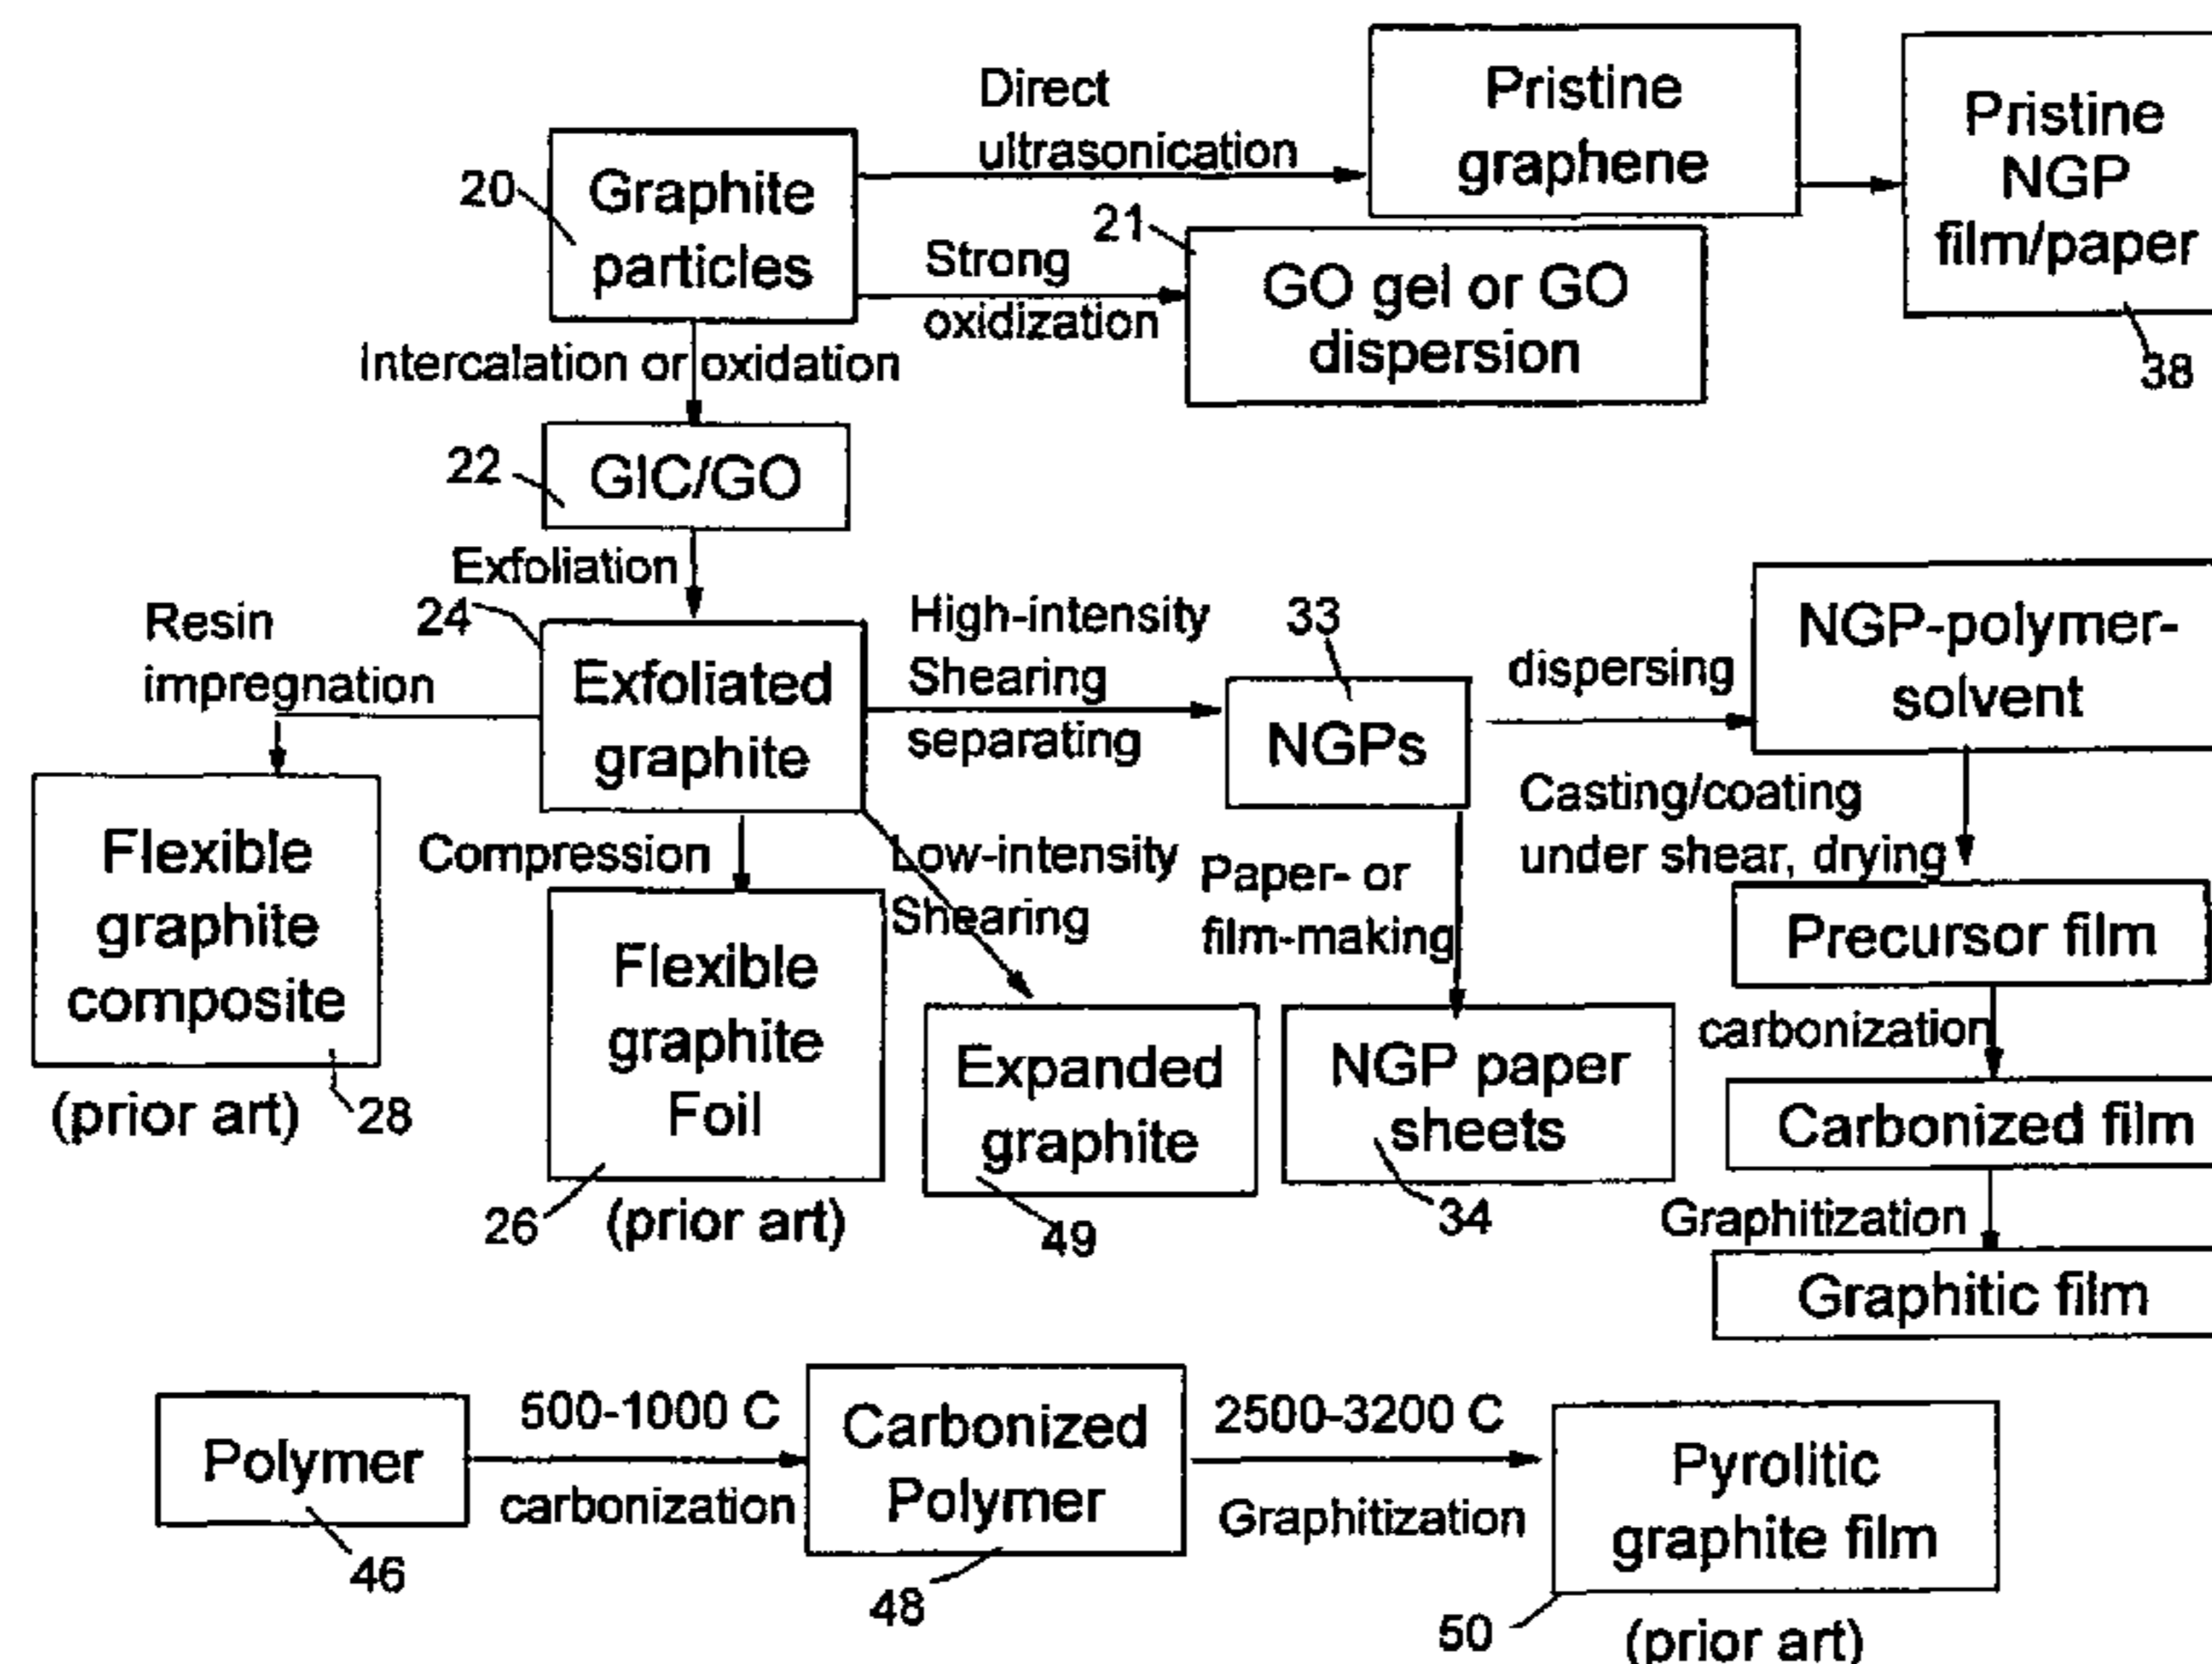 Direct
ultrasonication
Pristine
graphene
Pristine
NGP
film/paper
38
20
Graphite
particles
Strong
oxidization
21
GO gel or GO
dispersion
Intercalation or oxidation
22
GIC/GO
Exfoliation
Resin
impregnation
24
Exfoliated
graphite
High-intensity
Shearing
separating
33
NGPs
dispersing
NGP-polymer-
solvent
Flexible
graphite
composite
(prior art)
28
Compression
Flexible
graphite
Foil
26
(prior art)
Low-intensity
Shearing
Expanded
graphite
49
Paper- or
film-making
NGP paper
sheets
34
Casting/coating
under shear, drying
Precursor film
carbonization
Carbonized film
Graphitization
Graphitic film
Polymer
46
500-1000 C
carbonization
Carbonized
Polymer
48
2500-3200 C
Graphitization
Pyrolitic
graphite film
50
(prior art)